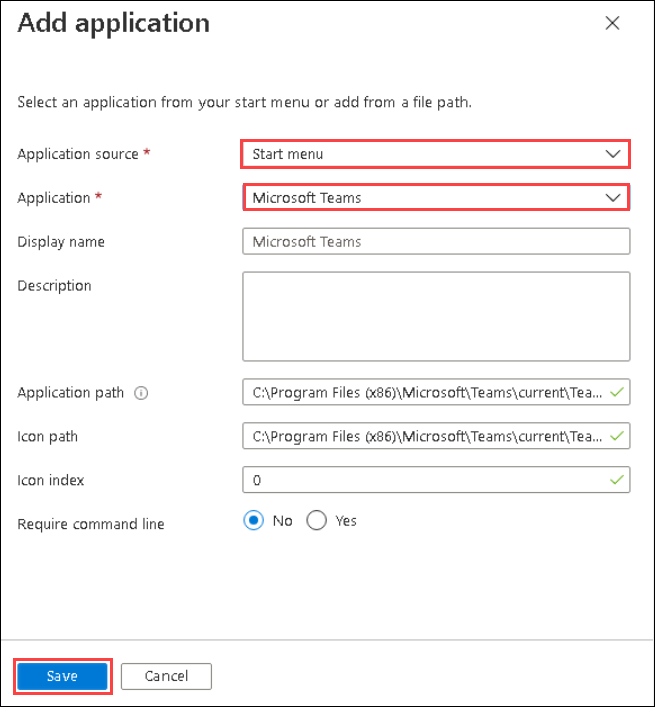 Add application
Select an application from your start menu or add from a file path.
Application source * Start menu
Application * Microsoft Teams
Display name Microsoft Teams
Description
Application path C:\Program Files (x86)\Microsoft\Teams\current\Tea...
Icon path C:\Program Files (x86)\Microsoft\Teams\current\Tea...
Icon index 0
Require command line No Yes
Save Cancel